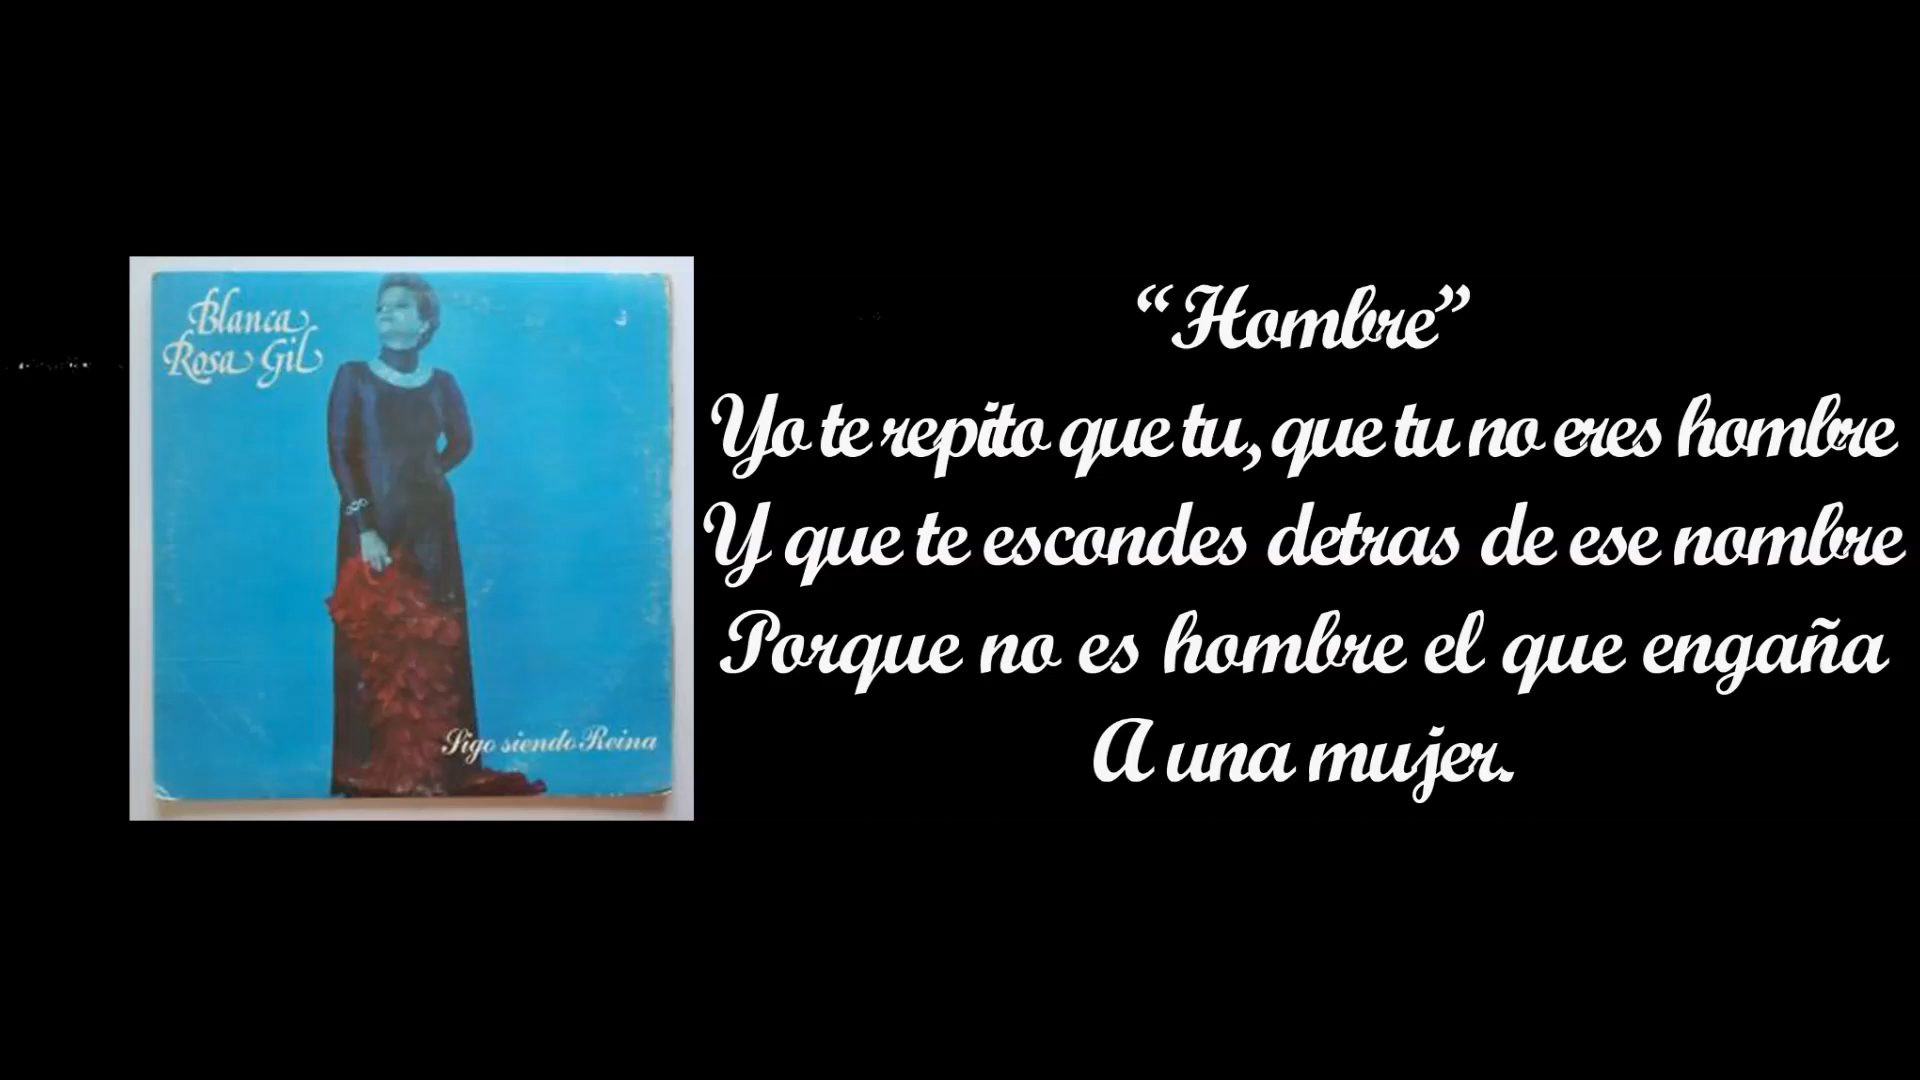 Blanca
Rosa Gil
Sigo siendo Reina
“Hombre”
Yo te repito que tu, que tu no eres hombre
Y que te escondes detras de ese nombre
Porque no es hombre el que engaña
A una mujer.